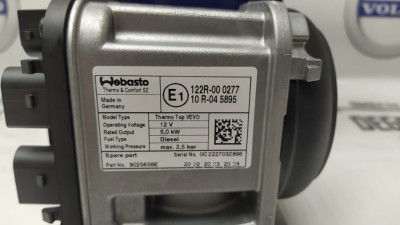 VOLVO
Webasto
Thermo & Comfort SE
Made in
Germany
E1
122R-00 0277
10 R-04 5895
Model Type Thermo Top VEVO
Operating Voltage 12 V
Rated Output 5,0 kW
Fuel Type Diesel
Working Pressure max. 2,5 bar
Spare part
Part No.
Serial No.